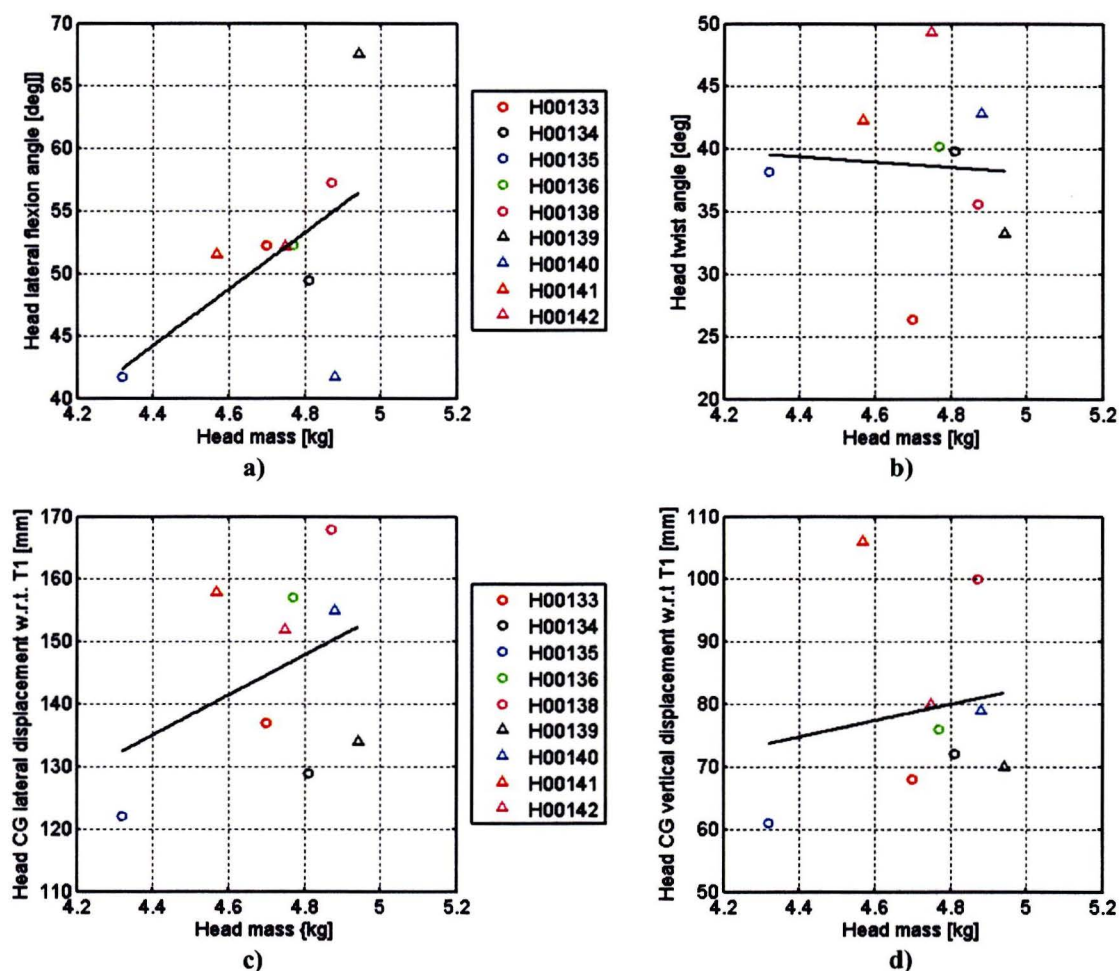 Head lateral flexion angle [deg]]
70
65
60
55
50
45
40
4.2 4.4 4.6 4.8 5 5.2
Head mass [kg]
a)
H00133
H00134
H00135
H00136
H00138
H00139
H00140
H00141
H00142
Head twist angle [deg]
50
45
40
35
30
25
20
4.2 4.4 4.6 4.8 5 5.2
Head mass [kg]
b)
Head CG lateral displacement w.r.t. T1 [mm]
170
160
150
140
130
120
110
4.2 4.4 4.6 4.8 5 5.2
Head mass {kg]
c)
H00133
H00134
H00135
H00136
H00138
H00139
H00140
H00141
H00142
Head CG vertical displacement w.r.t T1 [mm]
110
100
90
80
70
60
50
4.2 4.4 4.6 4.8 5 5.2
Head mass [kg]
d)